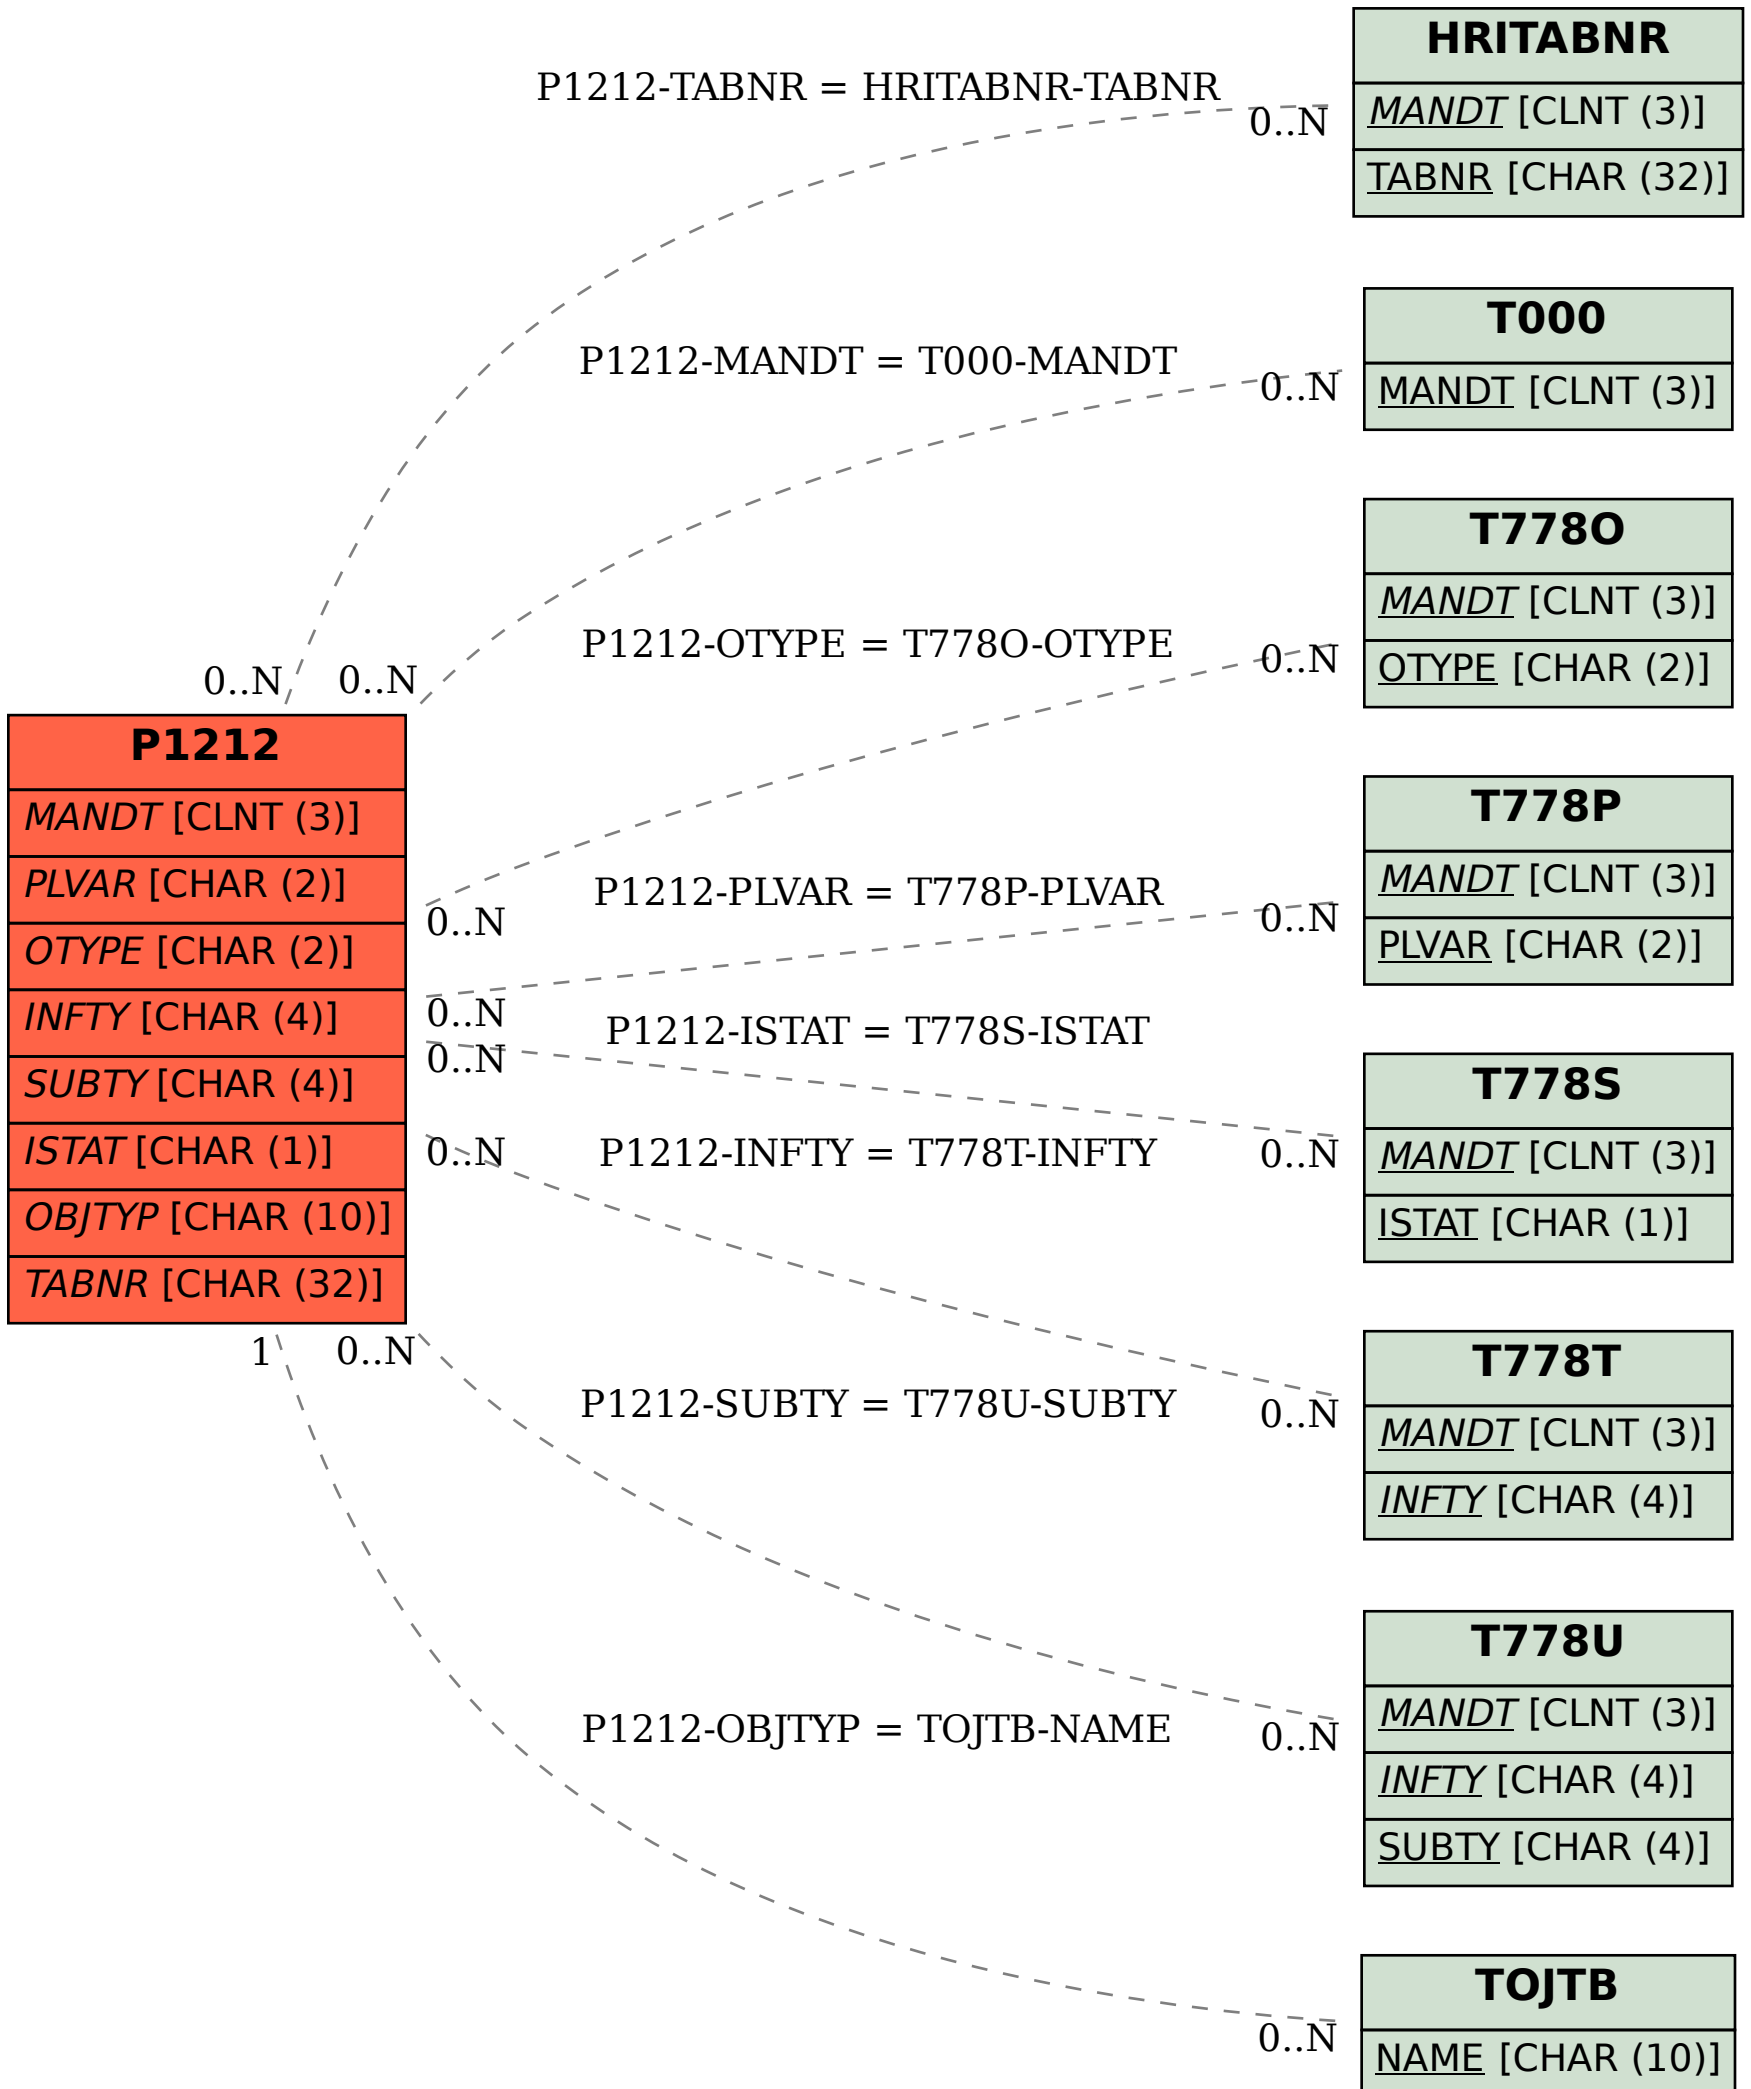 HRITABNR
MANDT [CLNT (3)]
TABNR [CHAR (32)]
P1212-TABNR = HRITABNR-TABNR
0..N
T000
MANDT [CLNT (3)]
P1212-MANDT = T000-MANDT
0..N
T778O
MANDT [CLNT (3)]
OTYPE [CHAR (2)]
P1212-OTYPE = T778O-OTYPE
0..N
0..N
0..N
P1212
MANDT [CLNT (3)]
PLVAR [CHAR (2)]
OTYPE [CHAR (2)]
INFTY [CHAR (4)]
SUBTY [CHAR (4)]
ISTAT [CHAR (1)]
OBJTYP [CHAR (10)]
TABNR [CHAR (32)]
0..N
0..N
0..N
0..N
1
0..N
T778P
MANDT [CLNT (3)]
PLVAR [CHAR (2)]
P1212-PLVAR = T778P-PLVAR
0..N
P1212-ISTAT = T778S-ISTAT
T778S
MANDT [CLNT (3)]
ISTAT [CHAR (1)]
0..N
P1212-INFTY = T778T-INFTY
T778T
MANDT [CLNT (3)]
INFTY [CHAR (4)]
0..N
P1212-SUBTY = T778U-SUBTY
T778U
MANDT [CLNT (3)]
INFTY [CHAR (4)]
SUBTY [CHAR (4)]
0..N
P1212-OBJTYP = TOJTB-NAME
TOJTB
NAME [CHAR (10)]
0..N